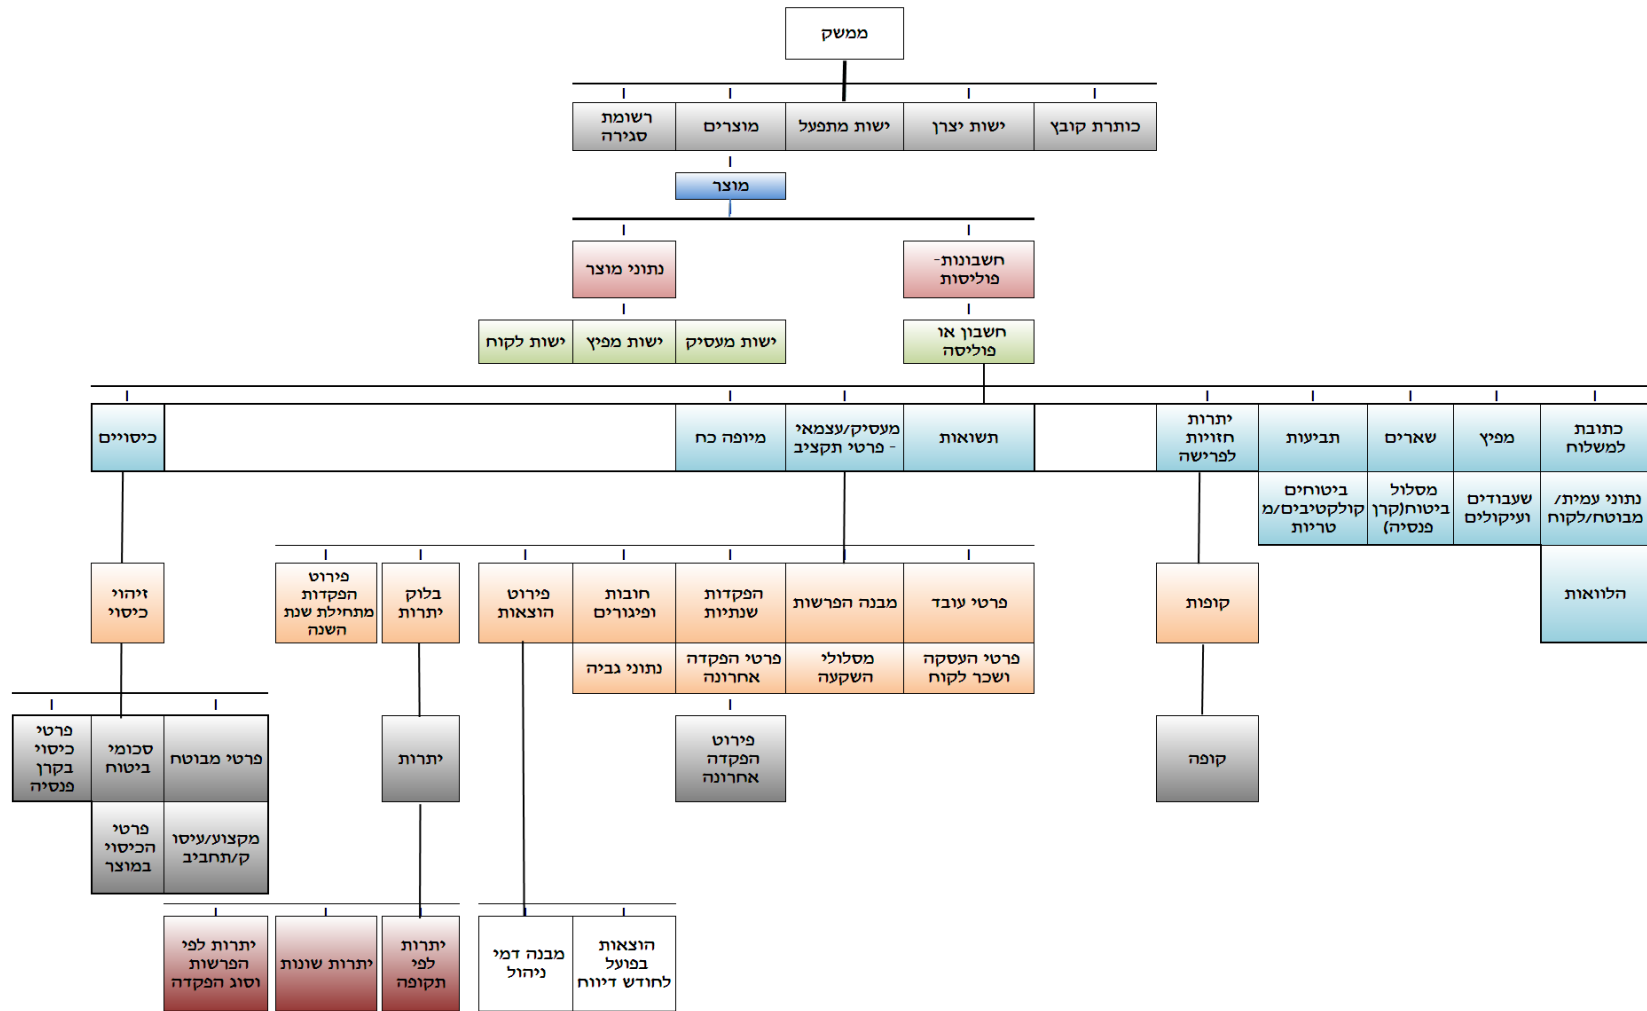 ממשק
כותרת קובץ
ישות יצרן
ישות מתפעל
מוצרים
רשומת
סגירה
מוצר
חשבונות-
פוליסות
נתוני מוצר
חשבון או
פוליסה
ישות מעסיק
ישות מפיץ
ישות לקוח
כתובת
למשלוח
מפיץ
שארים
תביעות
יתרות
חזויות
לפרישה
תשואות
מעסיק/עצמאי
- פרטי תקציב
מיופה כח
כיסויים
נתוני עמית/
מבוטח/לקוח
שעבודים
ועיקולים
מסלול
ביטוח(קרן
פנסיה)
ביטוחים
קולקטיבים/מ
טריות
הלוואות
קופות
פרטי עובד
מבנה הפרשות
הפקדות
שנתיות
חובות
ופיגורים
פירוט
הוצאות
בלוק
יתרות
פירוט
הפקדות
מתחילת שנת
השנה
זיהוי
כיסוי
פרטי העסקה
ושכר לקוח
מסלולי
השקעה
פרטי הפקדה
אחרונה
נתוני גביה
קופה
פירוט
הפקדה
אחרונה
יתרות
פרטי מבוטח
סכומי
ביטוח
פרטי
כיסוי
בקרן
פנסיה
מקצוע/עיסו
ק/תחביב
פרטי
הכיסוי
במוצר
הוצאות
בפועל
לחודש דיווח
מבנה דמי
ניהול
יתרות
לפי
תקופה
יתרות שונות
יתרות לפי
הפרשות
וסוג הפקדה